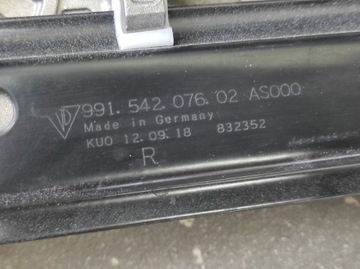 991.542.076.02 AS000
Made in Germany
KUO 12.09.18 832352
R